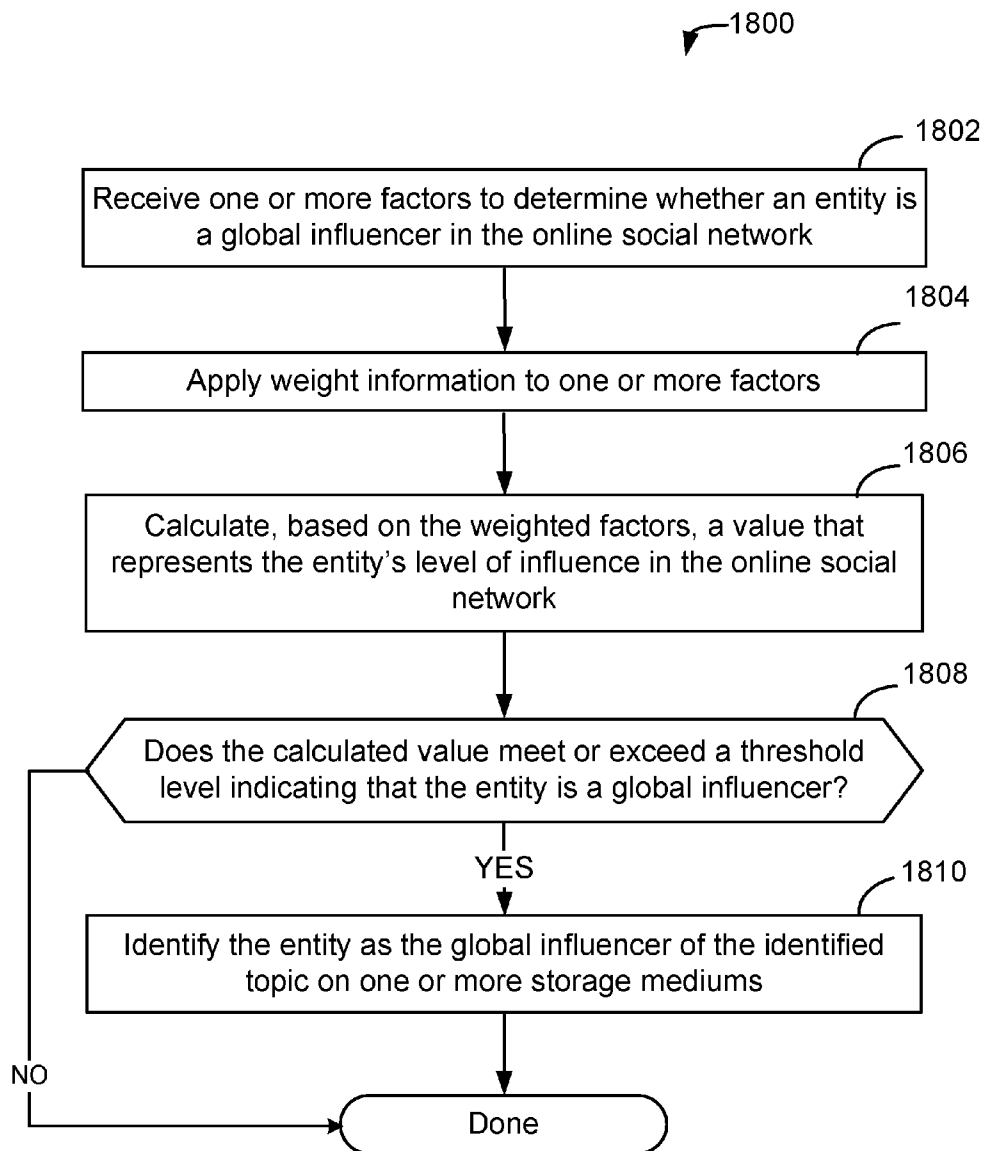 1800
1802
Receive one or more factors to determine whether an entity is
a global influencer in the online social network
1804
Apply weight information to one or more factors
1806
Calculate, based on the weighted factors, a value that
represents the entity's level of influence in the online social
network
1808
Does the calculated value meet or exceed a threshold
level indicating that the entity is a global influencer?
YES
1810
Identify the entity as the global influencer of the identified
topic on one or more storage mediums
NO
Done